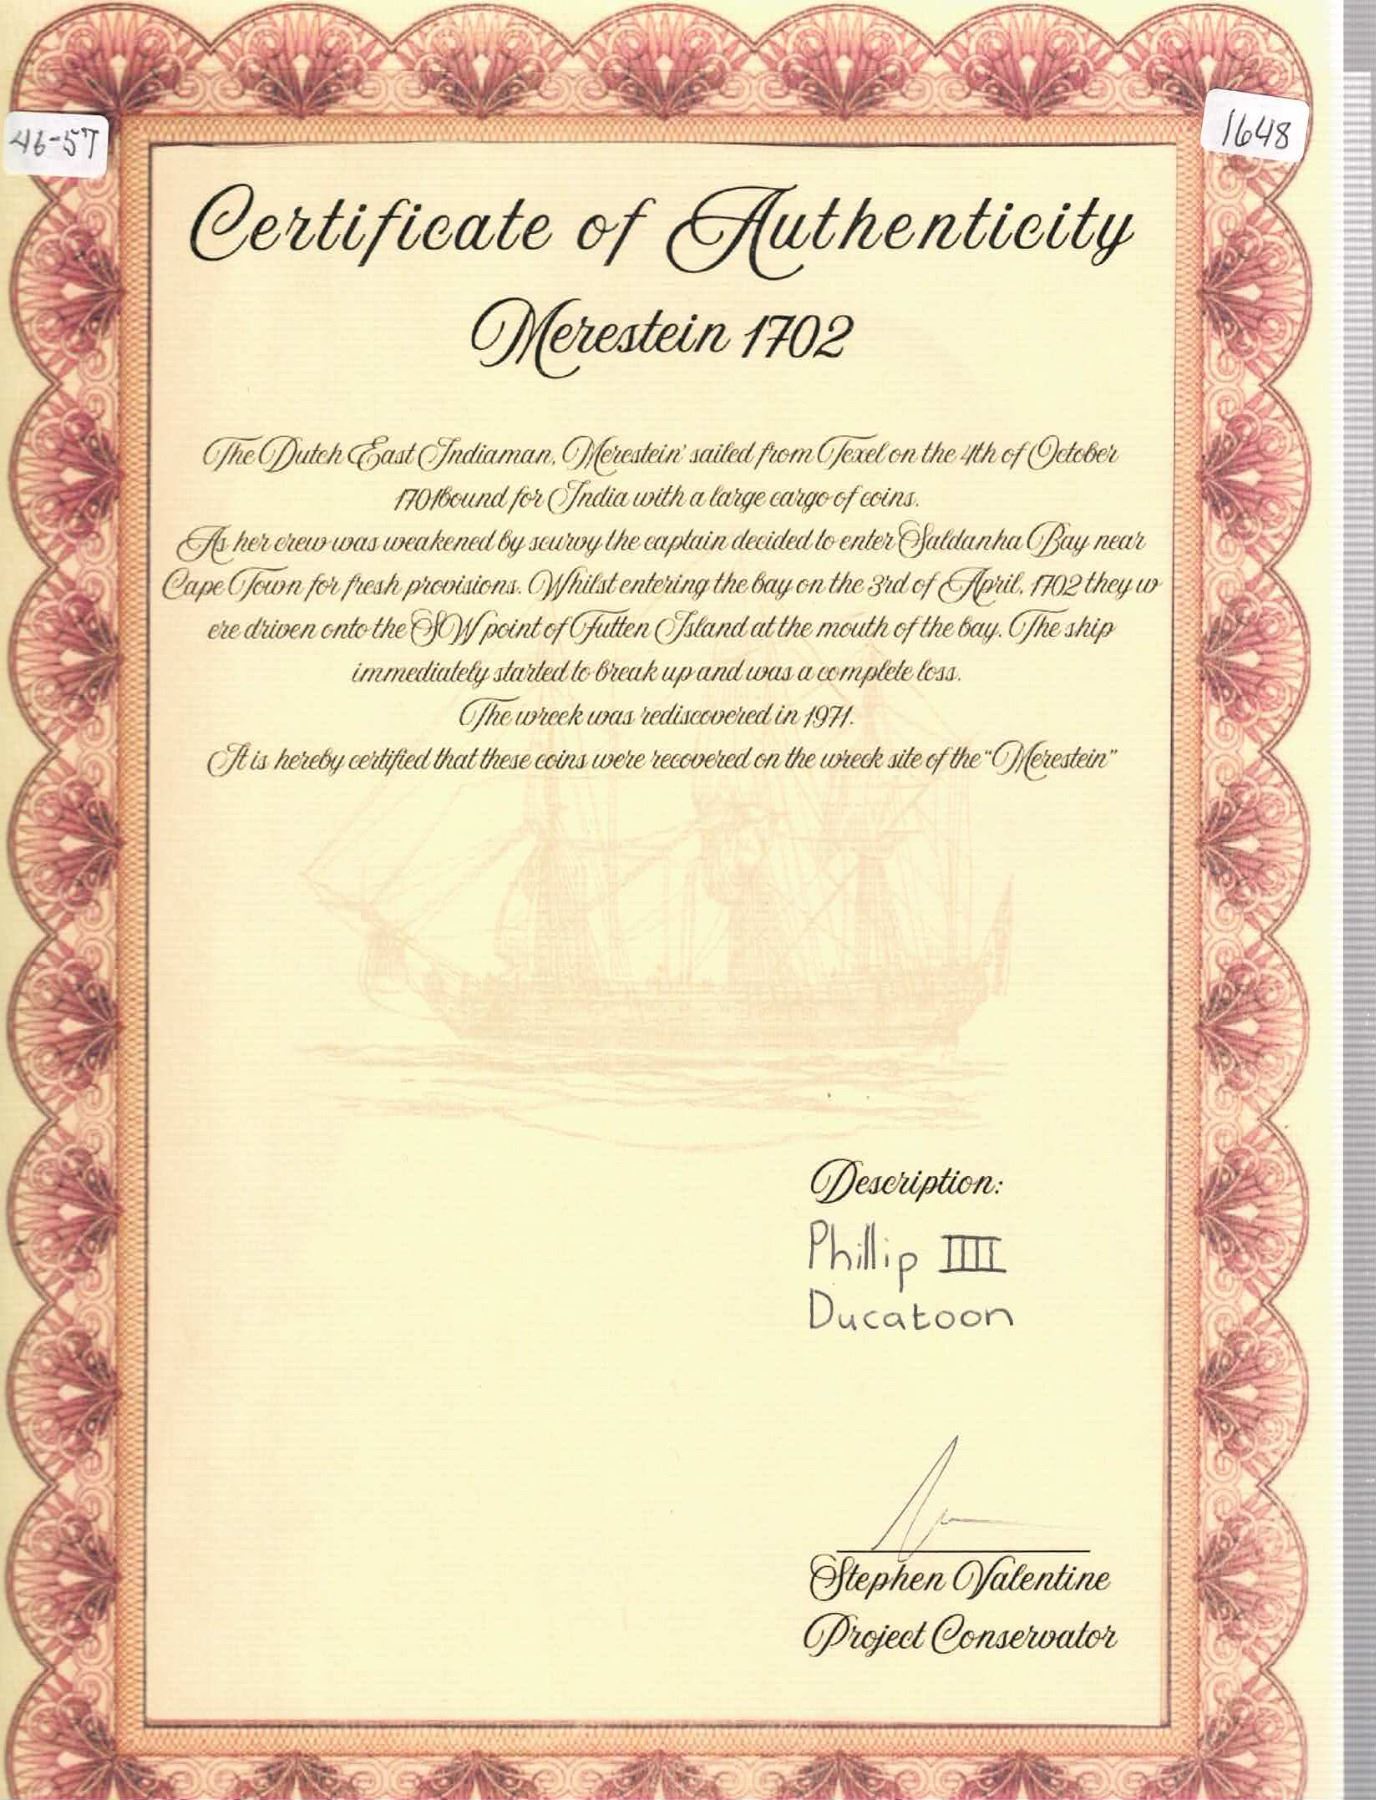 46-57
1648
Certificate of Authenticity
Merestein 1702
The Dutch East Indiaman, 'Merestein' sailed from Texel on the 4th of October
1701bound for India with a large cargo of coins.
As her crew was weakened by scurvy the captain decided to enter Saldanha Bay near
Cape Town for fresh provisions. Whilst entering the bay on the 3rd of April, 1702 they w
ere driven onto the SW point of Jutten Island at the mouth of the bay. The ship
immediately started to break up and was a complete loss.
The wreck was rediscovered in 1971.
It is hereby certified that these coins were recovered on the wreck site of the "Merestein"
Description:
Phillip IIII
Ducatoon
Stephen Valentine
Project Conservator